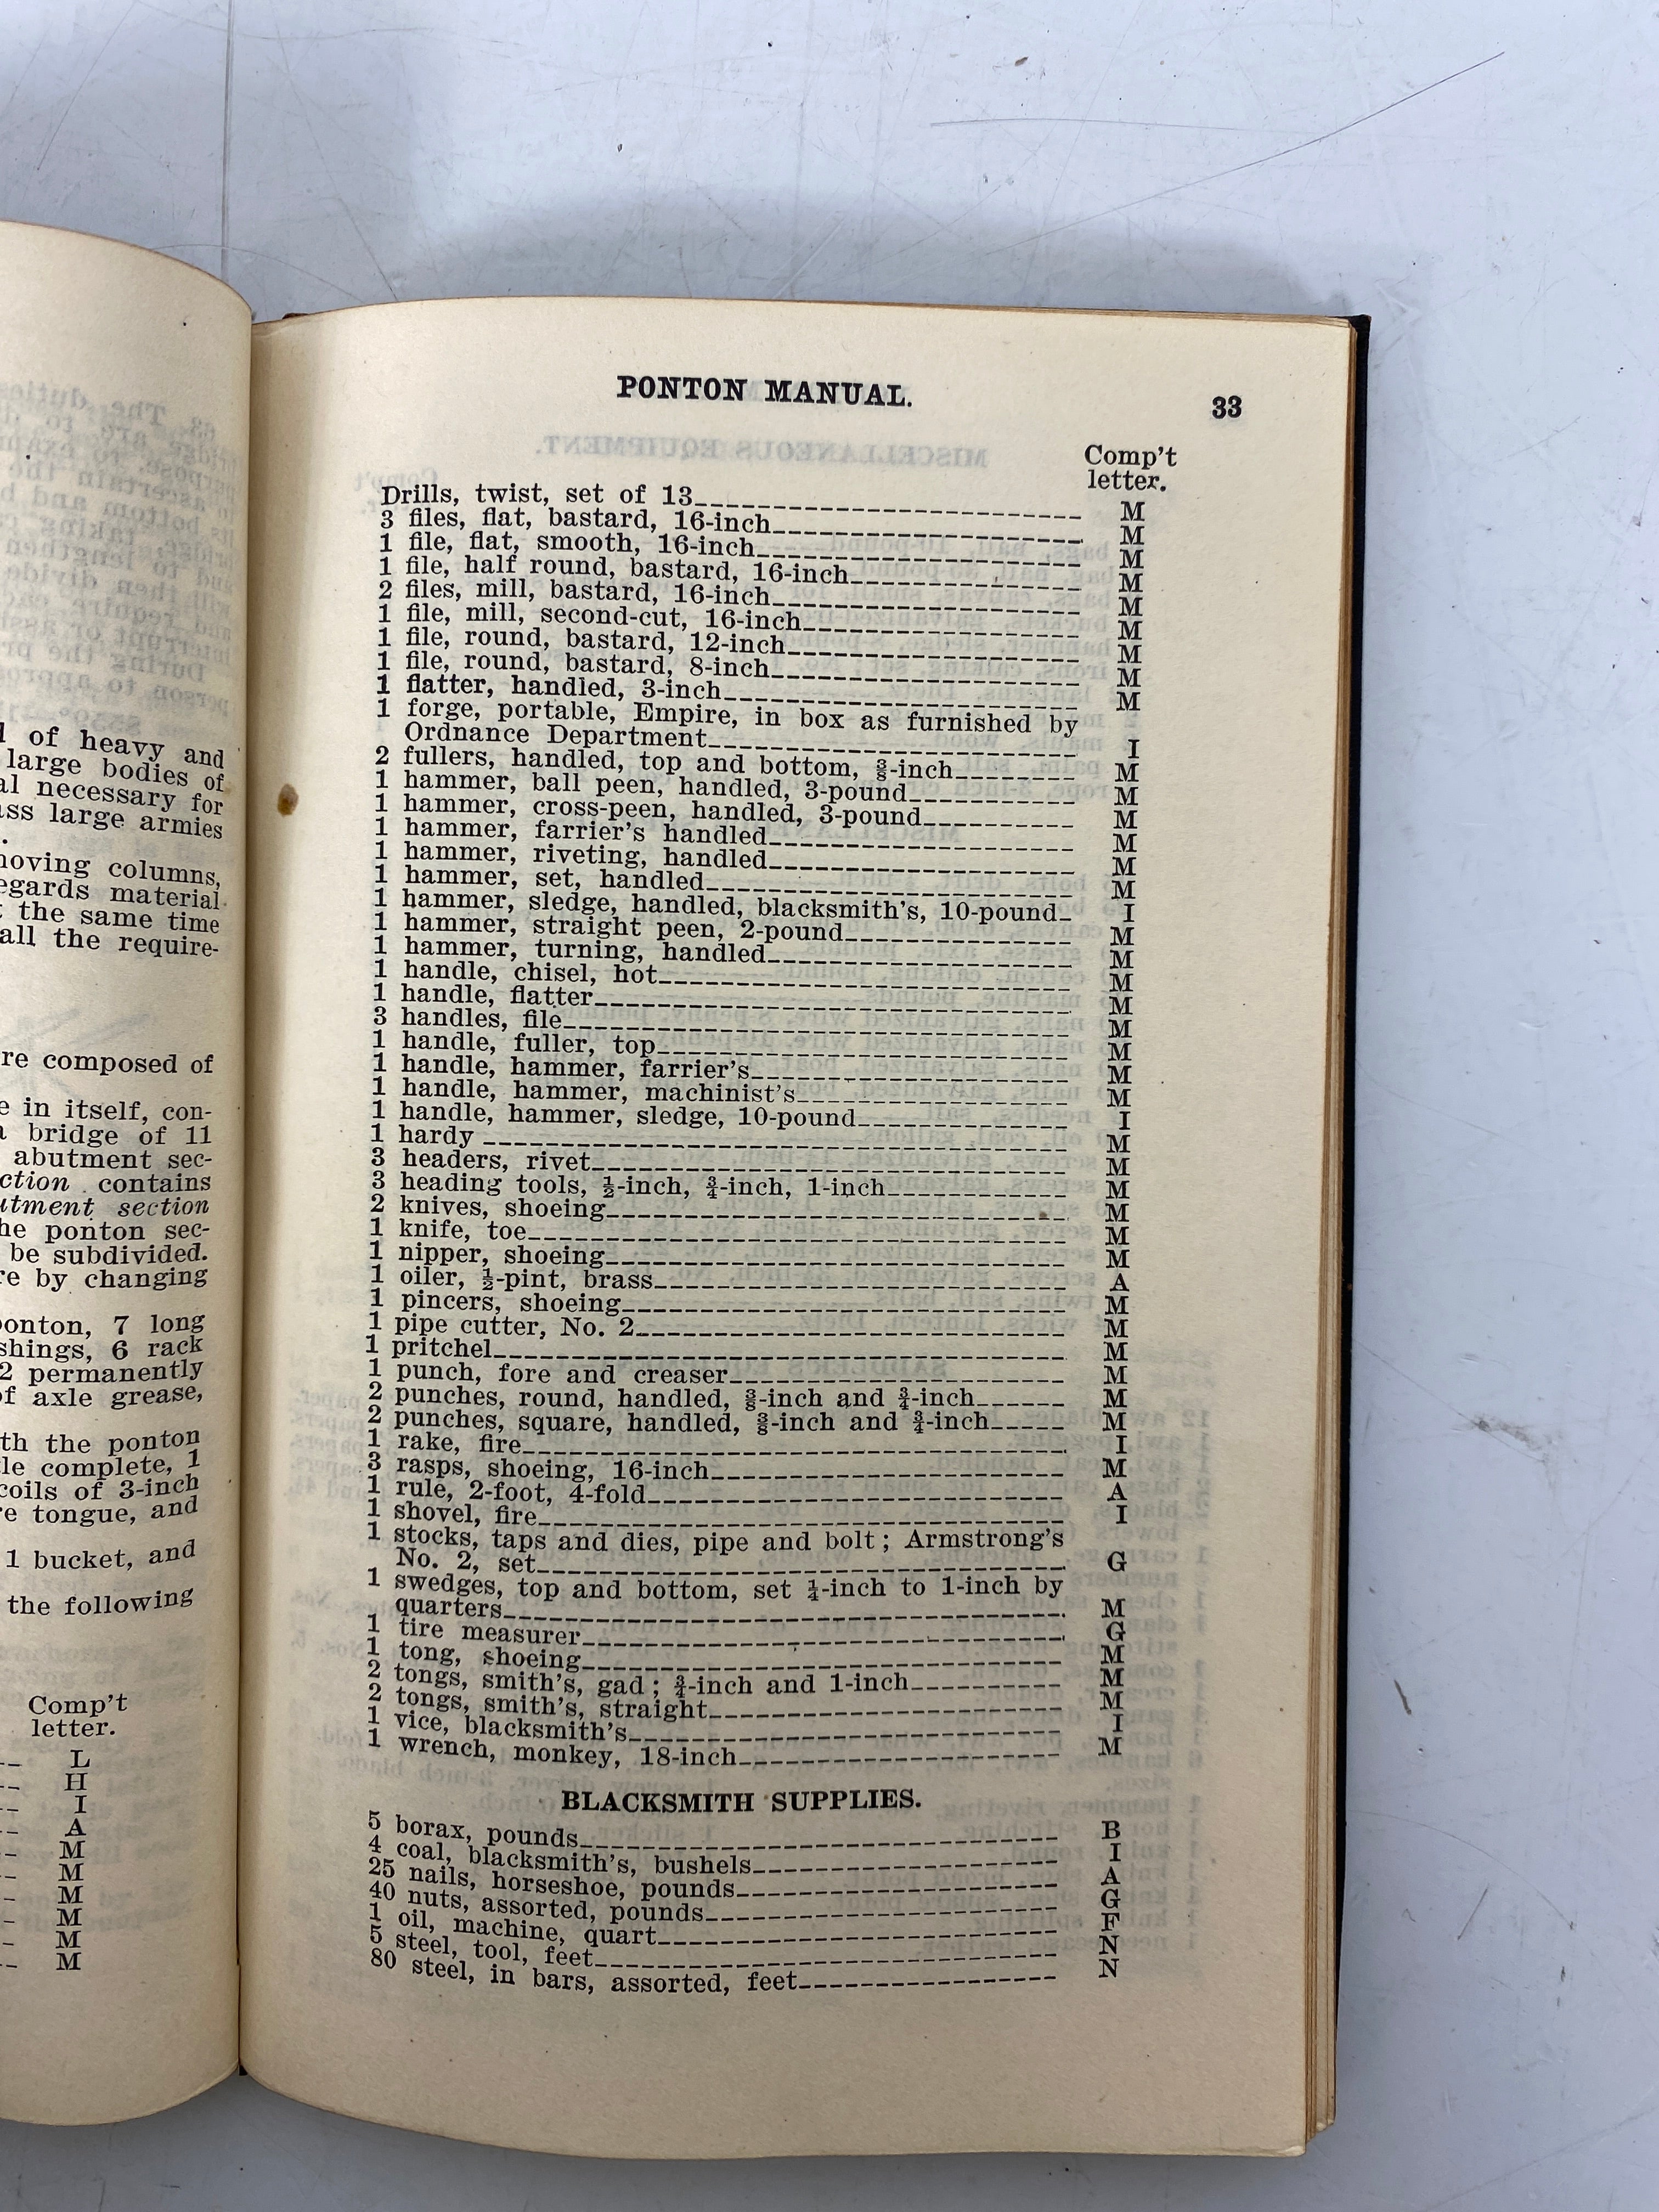 l of heavy and
large bodies of
al necessary for
ass large armies
.
noving columns,
egards material
t the same time
all the require-
re composed of
e in itself, con-
a bridge of 11
abutment sec-
ction contains
utment section
he ponton sec-
be subdivided.
re by changing
onton, 7 long
shings, 6 rack
2 permanently
of axle grease,
th the ponton
le complete, 1
coils of 3-inch
re tongue, and
1 bucket, and
the following
Comp't
letter.
L
H
I
A
M
M
M
M
M
M
PONTON MANUAL. 33
Comp't
letter.
Drills, twist, set of 13 M
3 files, flat, bastard, 16-inch M
1 file, flat, smooth, 16-inch M
1 file, half round, bastard, 16-inch M
2 files, mill, bastard, 16-inch M
1 file, mill, second-cut, 16-inch M
1 file, round, bastard, 12-inch M
1 file, round, bastard, 8-inch M
1 flatter, handled, 3-inch M
1 forge, portable, Empire, in box as furnished by
Ordnance Department I
2 fullers, handled, top and bottom, ⅜-inch M
1 hammer, ball peen, handled, 3-pound M
1 hammer, cross-peen, handled, 3-pound M
1 hammer, farrier's handled M
1 hammer, riveting, handled M
1 hammer, set, handled M
1 hammer, sledge, handled, blacksmith's, 10-pound I
1 hammer, straight peen, 2-pound M
1 hammer, turning, handled M
1 handle, chisel, hot M
1 handle, flatter M
3 handles, file M
1 handle, fuller, top M
1 handle, hammer, farrier's M
1 handle, hammer, machinist's M
1 handle, hammer, sledge, 10-pound I
1 hardy M
3 headers, rivet M
3 heading tools, ½-inch, ¾-inch, 1-inch M
2 knives, shoeing M
1 knife, toe M
1 nipper, shoeing M
1 oiler, ½-pint, brass A
1 pincers, shoeing M
1 pipe cutter, No. 2 M
1 pritchel M
1 punch, fore and creaser M
2 punches, round, handled, ⅜-inch and ¾-inch M
2 punches, square, handled, ⅜-inch and ¾-inch M
1 rake, fire I
3 rasps, shoeing, 16-inch M
1 rule, 2-foot, 4-fold A
1 shovel, fire I
1 stocks, taps and dies, pipe and bolt; Armstrong's
No. 2, set G
1 swedges, top and bottom, set ¼-inch to 1-inch by
quarters M
1 tire measurer G
1 tong, shoeing M
2 tongs, smith's, gad; ¾-inch and 1-inch M
2 tongs, smith's, straight M
1 vice, blacksmith's I
1 wrench, monkey, 18-inch M
BLACKSMITH SUPPLIES.
5 borax, pounds B
4 coal, blacksmith's, bushels I
25 nails, horseshoe, pounds A
40 nuts, assorted, pounds G
1 oil, machine, quart F
5 steel, tool, feet N
80 steel, in bars, assorted, feet N